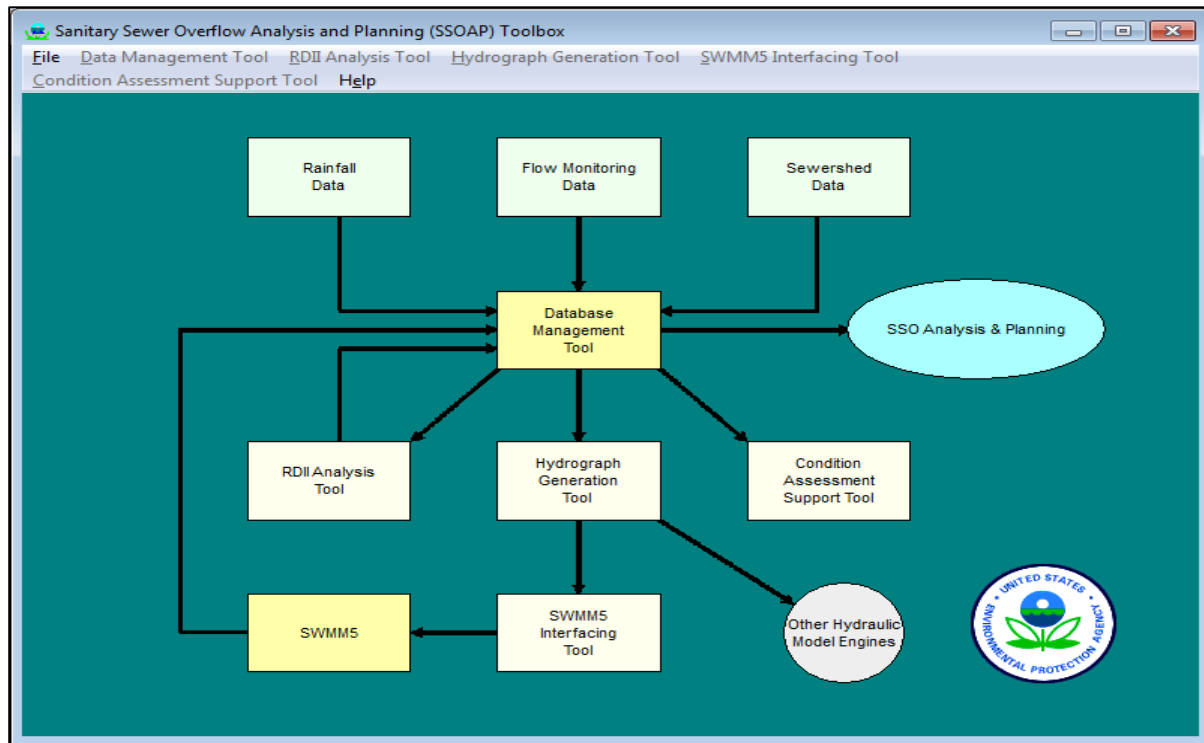 Sanitary Sewer Overflow Analysis and Planning (SSOAP) Toolbox
File Data Management Tool RDII Analysis Tool Hydrograph Generation Tool SWMM5 Interfacing Tool
Condition Assessment Support Tool Help
Rainfall
Data
Flow Monitoring
Data
Sewershed
Data
Database
Management
Tool
SSO Analysis & Planning
RDII Analysis
Tool
Hydrograph
Generation
Tool
Condition
Assessment
Support Tool
SWMM5
SWMM5
Interfacing
Tool
Other Hydraulic
Model Engines
UNITED STATES
ENVIRONMENTAL PROTECTION AGENCY